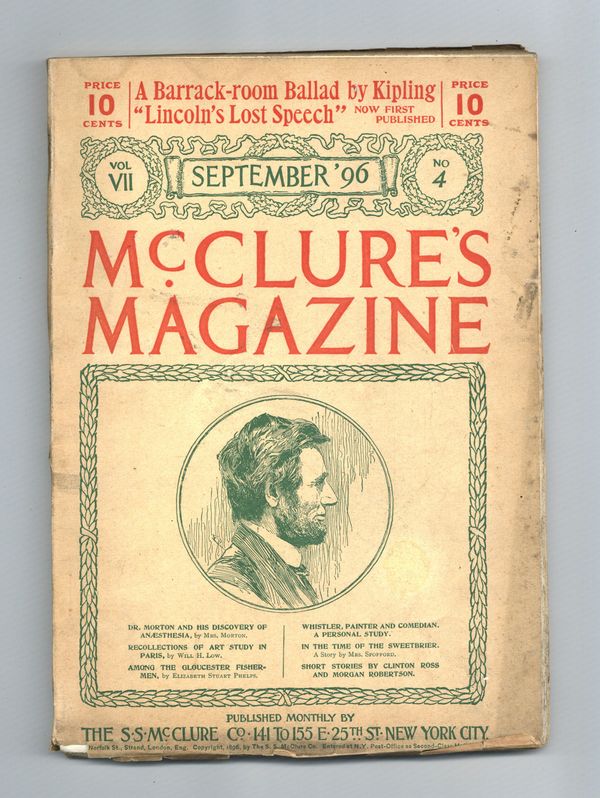 PRICE 10 CENTS
A Barrack-room Ballad by Kipling
"Lincoln's Lost Speech" NOW FIRST PUBLISHED
PRICE 10 CENTS
VOL VII
SEPTEMBER '96
NO 4
McCLURE'S
MAGAZINE
DR. MORTON AND HIS DISCOVERY OF
ANÆSTHESIA, by Mrs. Morton.
RECOLLECTIONS OF ART STUDY IN
PARIS, by Will H. Low.
AMONG THE GLOUCESTER FISHER-
MEN, by Elizabeth Stuart Phelps.
WHISTLER, PAINTER AND COMEDIAN.
A PERSONAL STUDY.
IN THE TIME OF THE SWEETBRIER.
A Story by Mrs. Spofford.
SHORT STORIES BY CLINTON ROSS
AND MORGAN ROBERTSON.
PUBLISHED MONTHLY BY
THE S·S·McCLURE Co·141 TO 155 E·25TH ST·NEW YORK CITY
Norfolk St., Strand, London, Eng. Copyright, 1896, by The S. S. McClure Co. Entered at N.Y. Post-Office as Second-Class